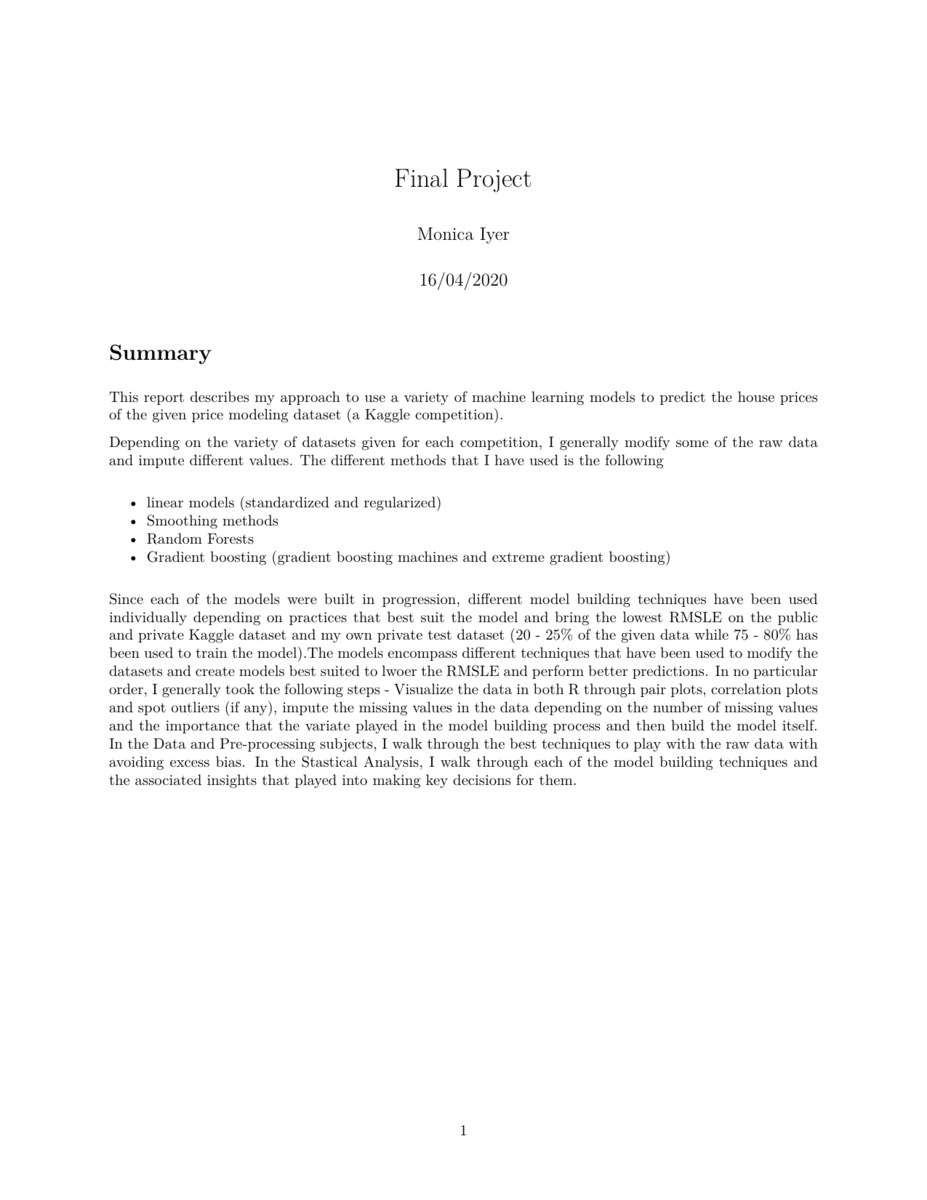 Final Project
Monica Iyer
16/04/2020
Summary
This report describes my approach to use a variety of machine learning models to predict the house prices
of the given price modeling dataset (a Kaggle competition).
Depending on the variety of datasets given for each competition, I generally modify some of the raw data
and impute different values. The different methods that I have used is the following
• linear models (standardized and regularized)
• Smoothing methods
• Random Forests
• Gradient boosting (gradient boosting machines and extreme gradient boosting)
Since each of the models were built in progression, different model building techniques have been used
individually depending on practices that best suit the model and bring the lowest RMSLE on the public
and private Kaggle dataset and my own private test dataset (20 - 25% of the given data while 75 - 80% has
been used to train the model).The models encompass different techniques that have been used to modify the
datasets and create models best suited to lwoer the RMSLE and perform better predictions. In no particular
order, I generally took the following steps - Visualize the data in both R through pair plots, correlation plots
and spot outliers (if any), impute the missing values in the data depending on the number of missing values
and the importance that the variate played in the model building process and then build the model itself.
In the Data and Pre-processing subjects, I walk through the best techniques to play with the raw data with
avoiding excess bias. In the Stastical Analysis, I walk through each of the model building techniques and
the associated insights that played into making key decisions for them.
1